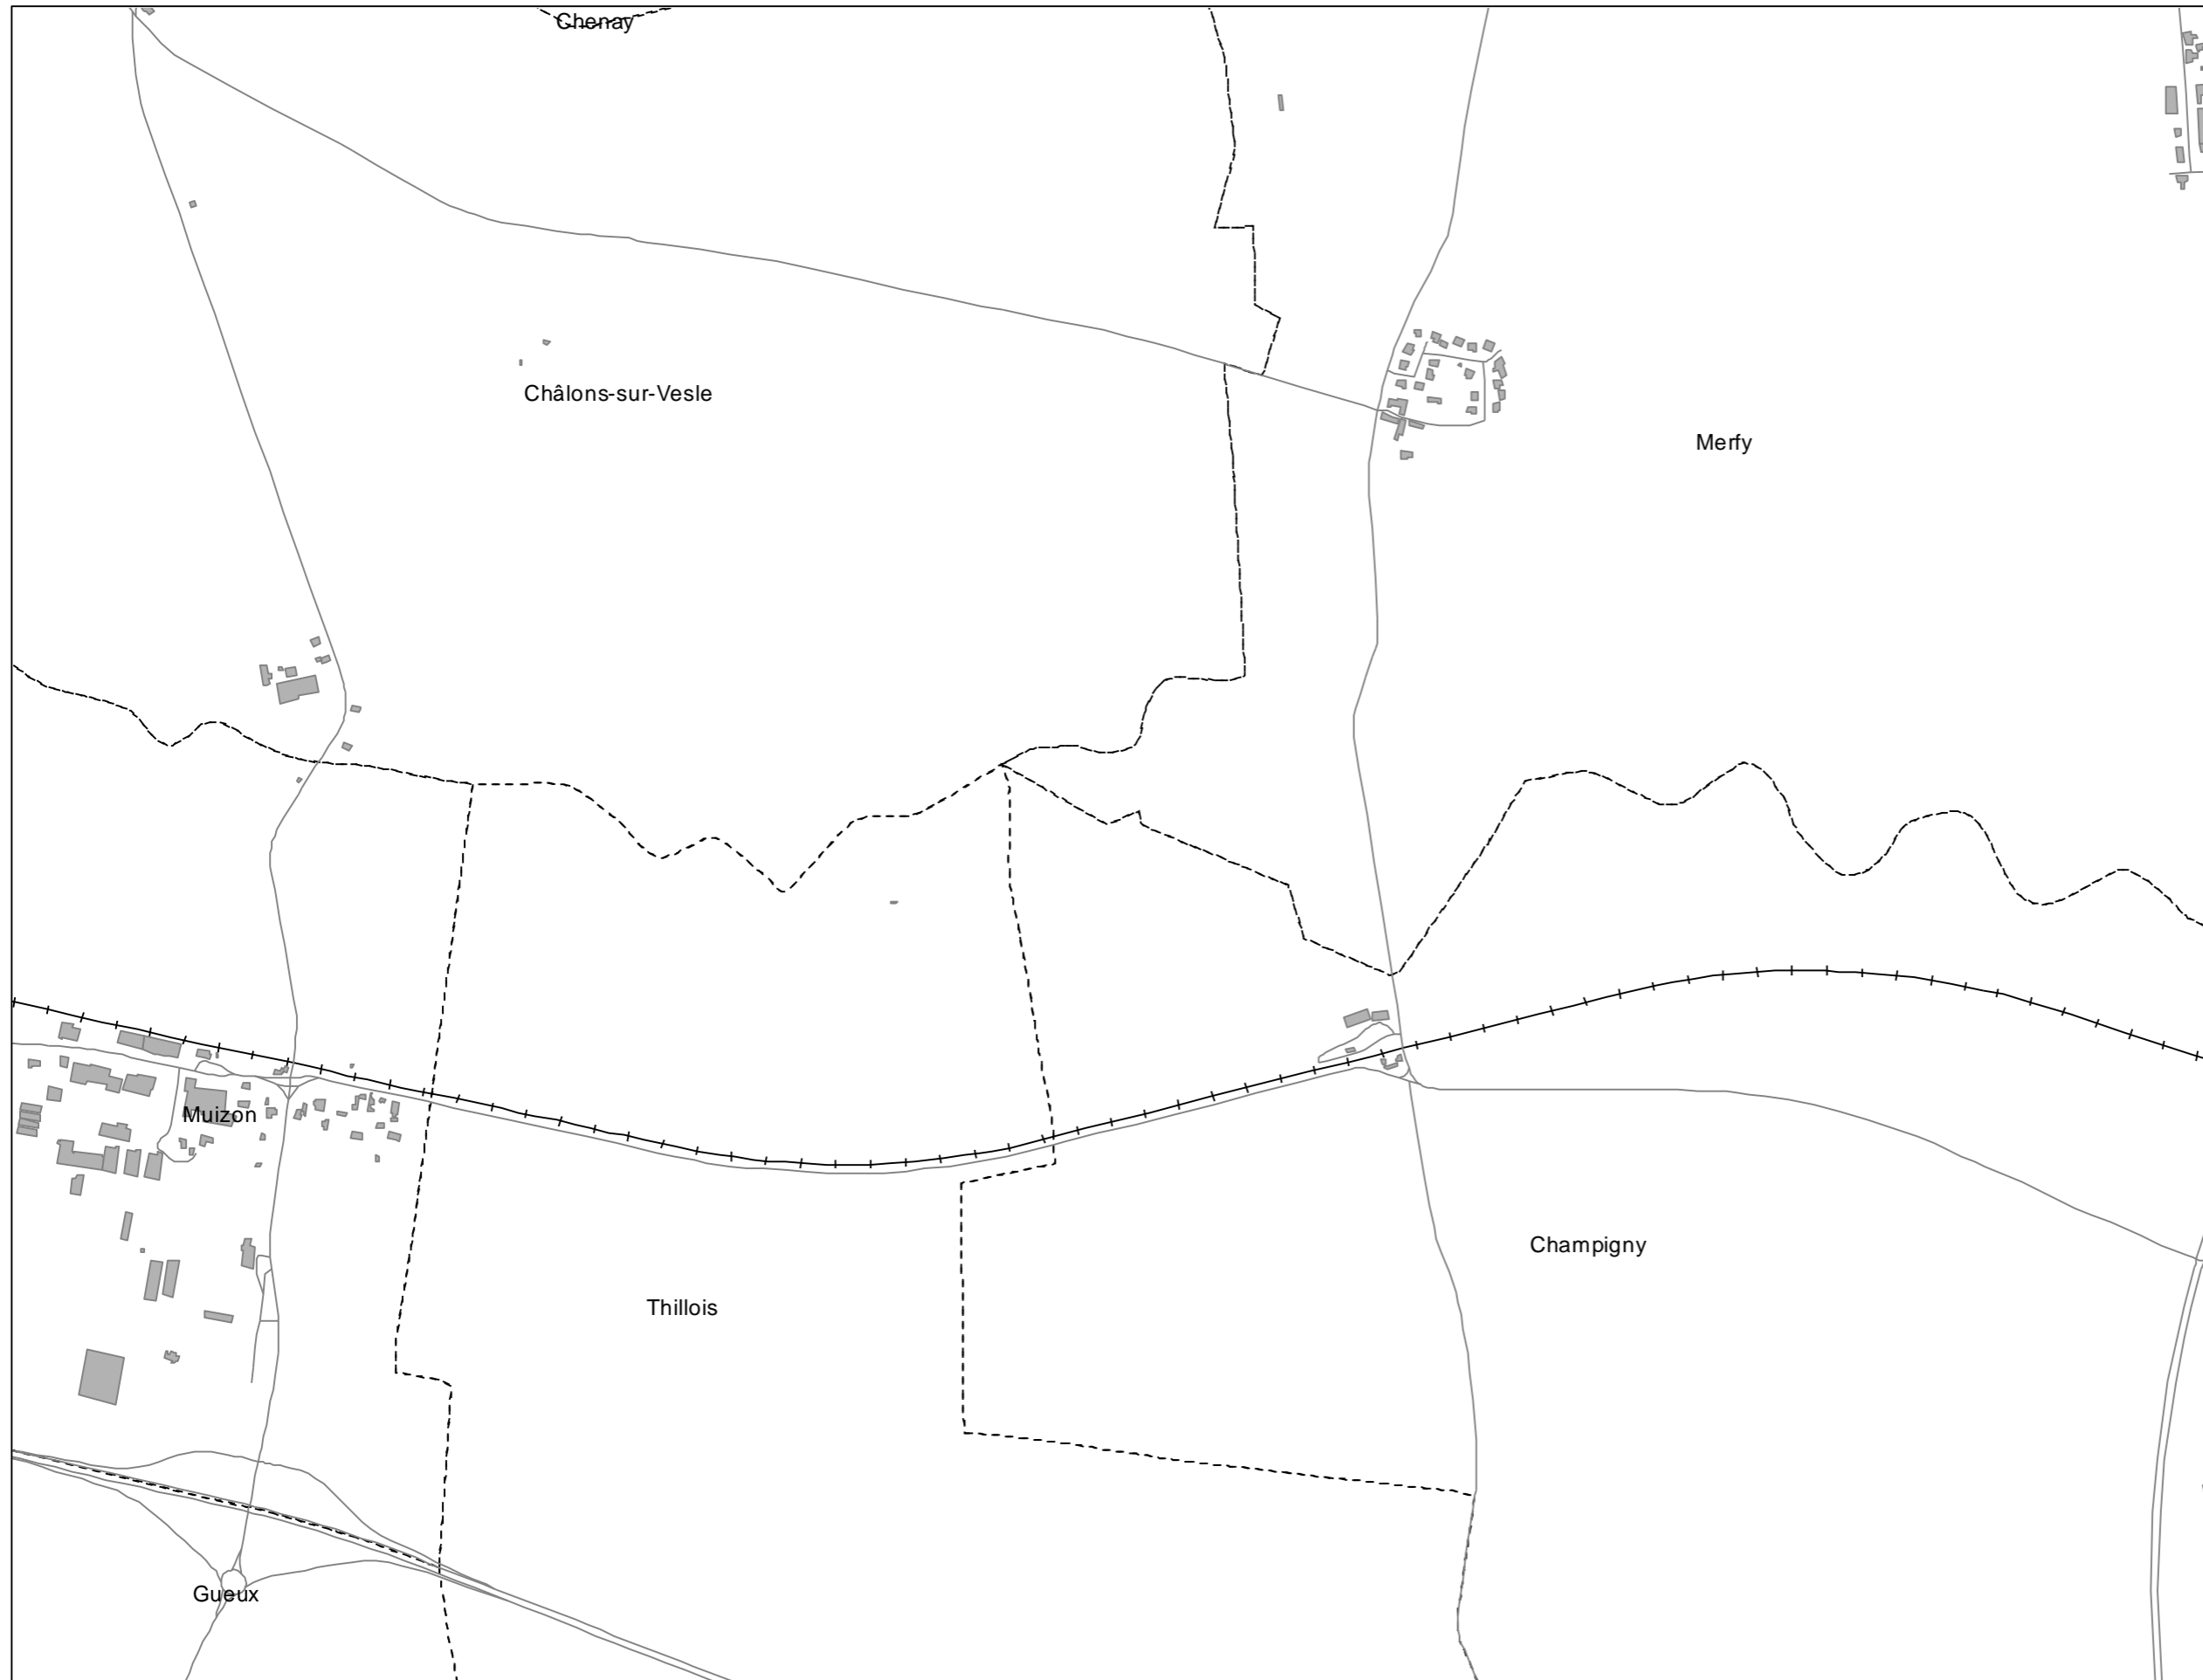 Chenay
Châlons-sur-Vesle
Merfy
Muizon
Champigny
Thillois
Gueux